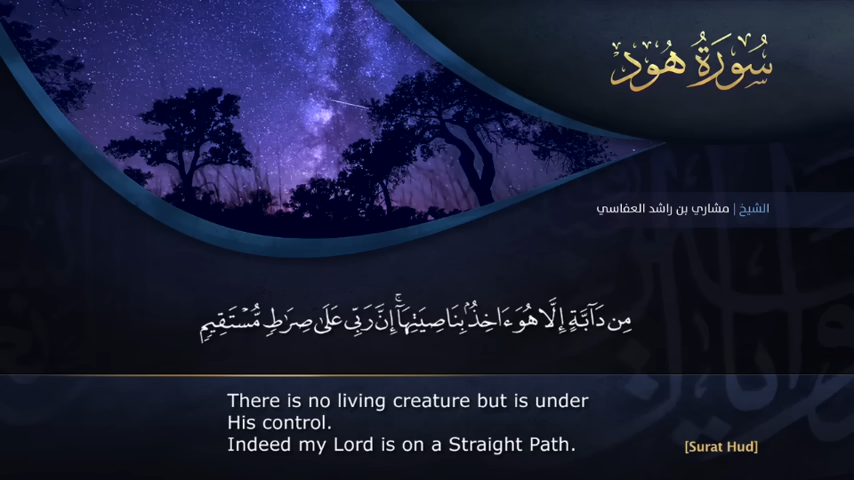 سُورَةُ هُودٍ
الشيخ | مشاري بن راشد العفاسي
مِن دَآبَّةٍ إِلَّا هُوَ ءَاخِذُۢ بِنَاصِيَتِهَآ ۚ إِنَّ رَبِّى عَلَىٰ صِرَٰطٍ مُّسْتَقِيمٍ
There is no living creature but is under
His control.
Indeed my Lord is on a Straight Path.
[Surat Hud]